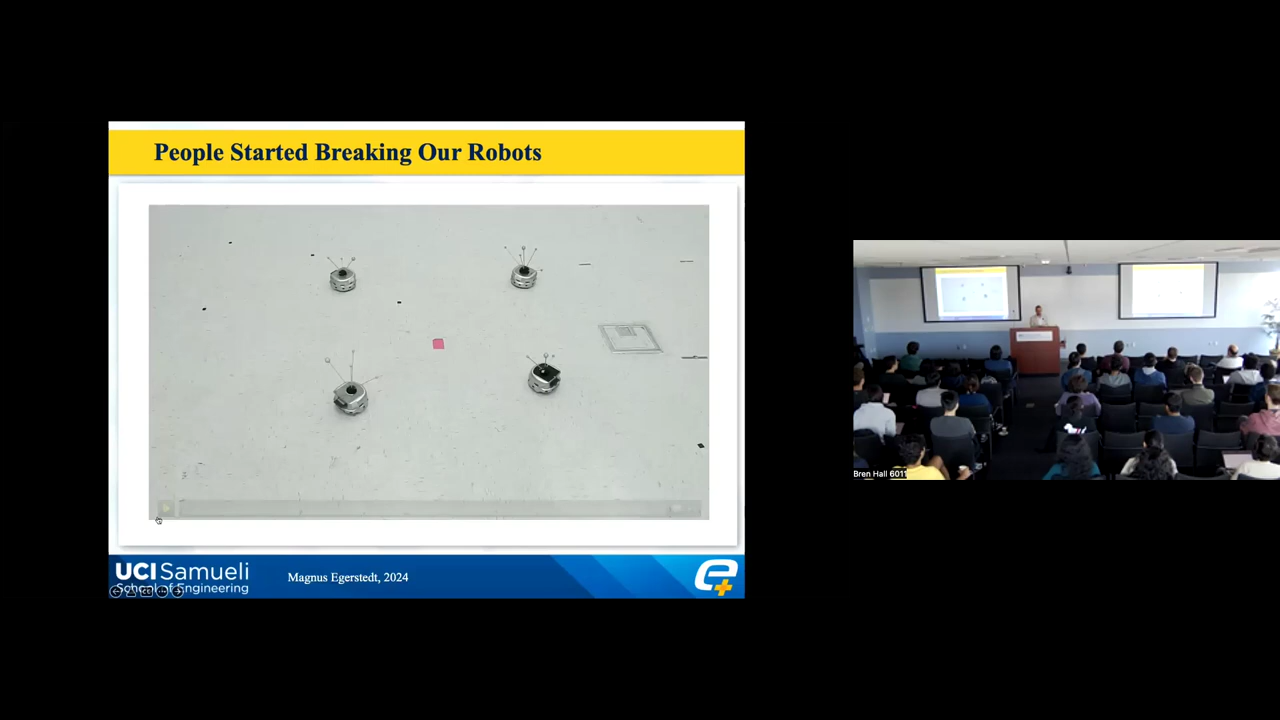 People Started Breaking Our Robots
UCI Samueli
School of Engineering
Magnus Egerstedt, 2024
Bren Hall 6011